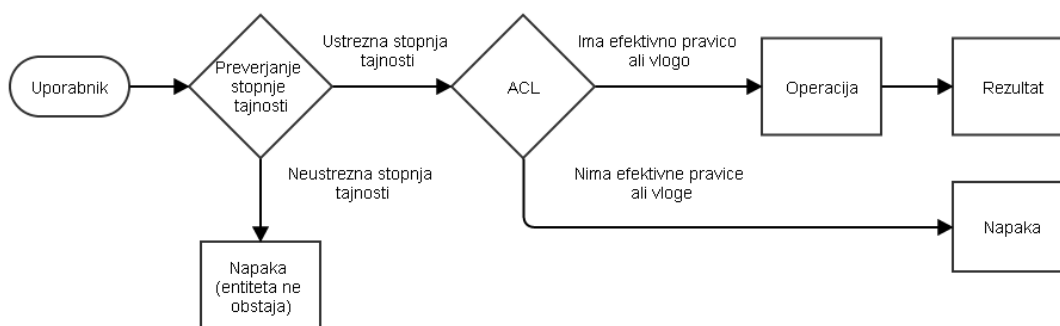 Uporabnik
Preverjanje
stopnje
tajnosti
Ustrezna stopnja
tajnosti
ACL
Ima efektivno pravico
ali vlogo
Operacija
Rezultat
Neustrezna stopnja
tajnosti
Nima efektivne pravice
ali vloge
Napaka
Napaka
(entiteta ne
obstaja)